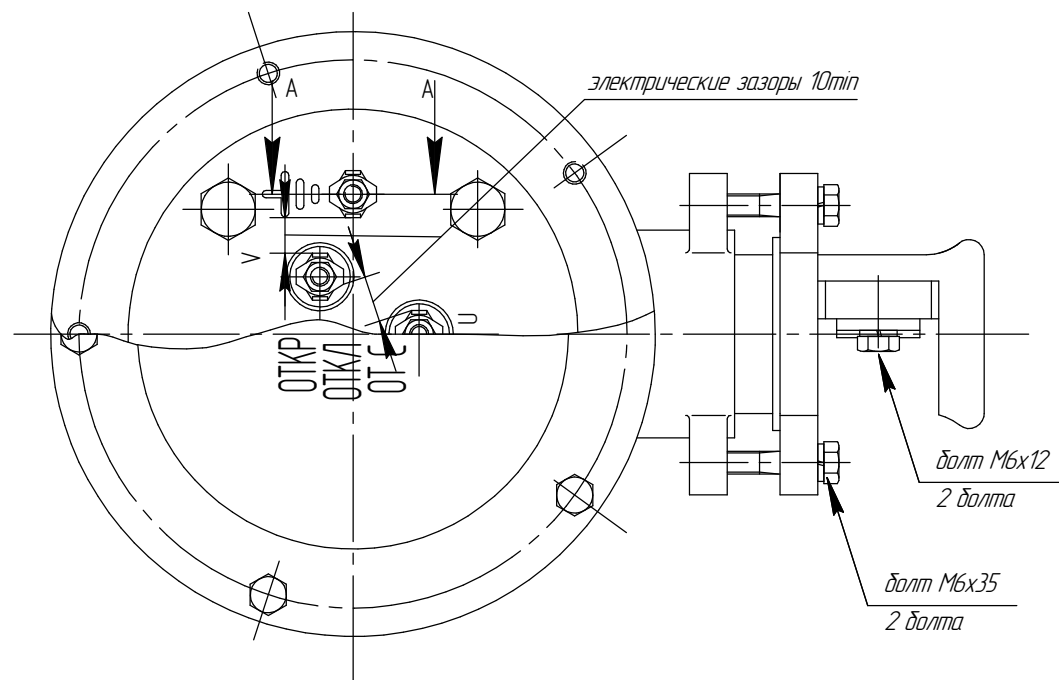 электрические зазоры 10min
А
А
V
U
ОТКР
ОТКЛ
ОТ С
болт М6х12
2 болта
болт М6х35
2 болта